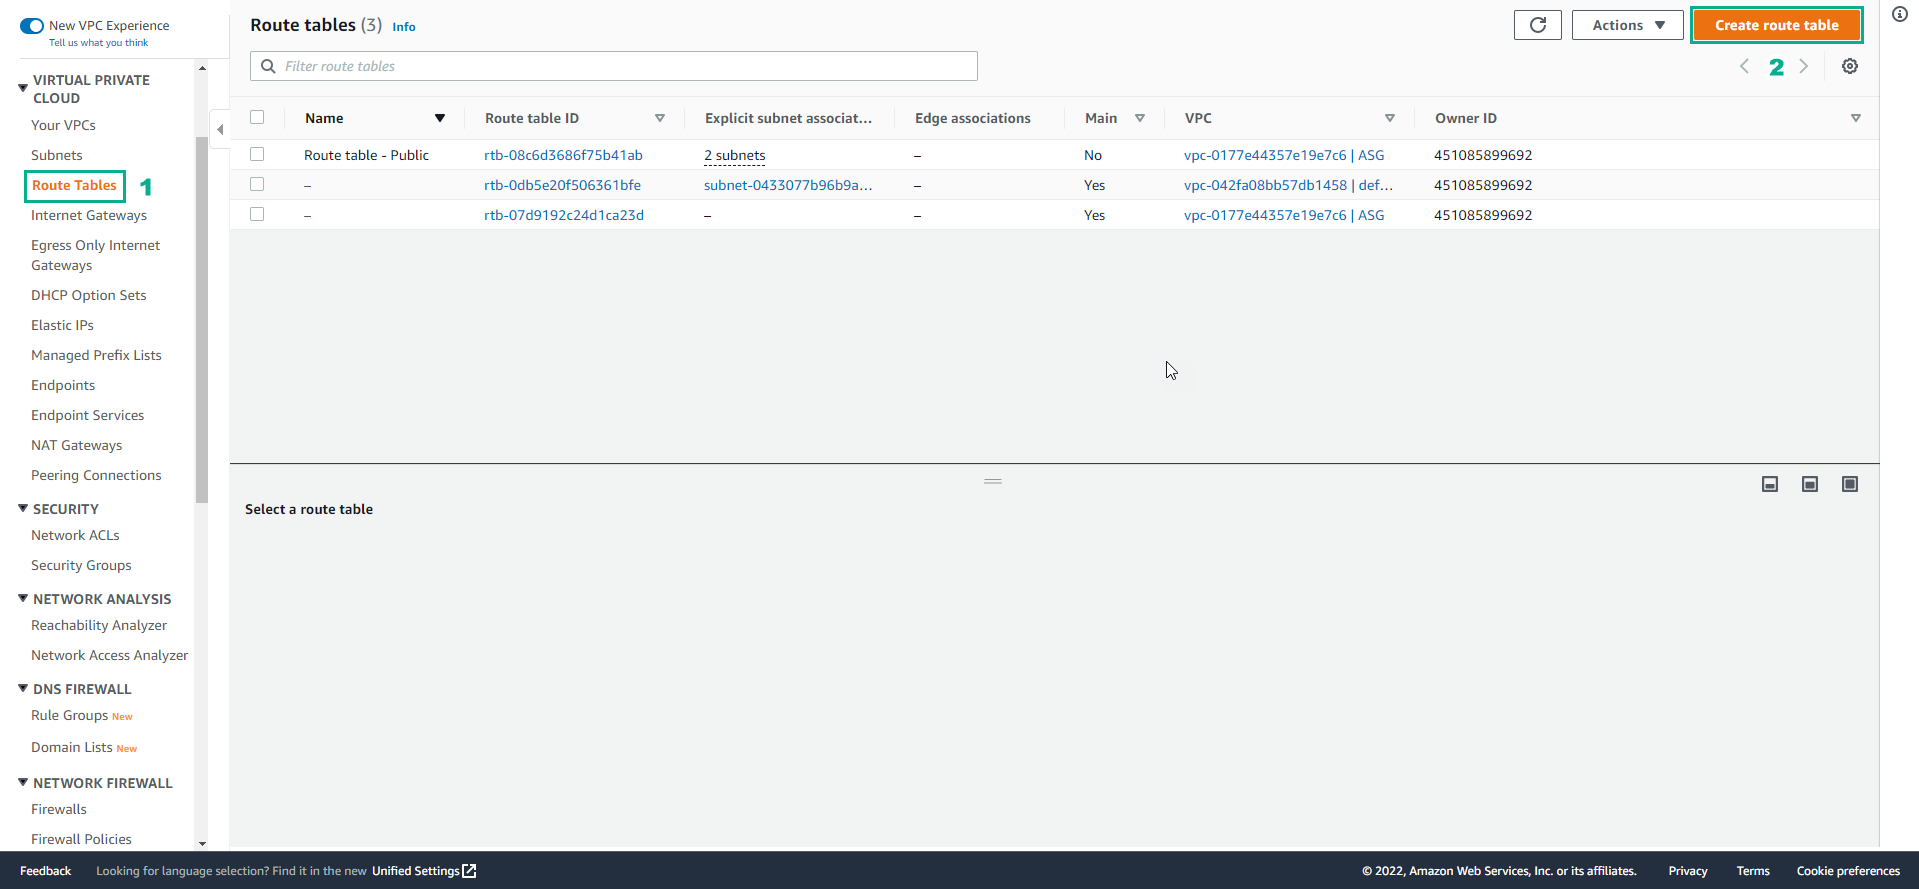 New VPC Experience
Tell us what you think
VIRTUAL PRIVATE
CLOUD
Your VPCs
Subnets
Route Tables 1
Internet Gateways
Egress Only Internet
Gateways
DHCP Option Sets
Elastic IPs
Managed Prefix Lists
Endpoints
Endpoint Services
NAT Gateways
Peering Connections
SECURITY
Network ACLs
Security Groups
NETWORK ANALYSIS
Reachability Analyzer
Network Access Analyzer
DNS FIREWALL
Rule Groups New
Domain Lists New
NETWORK FIREWALL
Firewalls
Firewall Policies
Route tables (3) Info
Actions
Create route table
Filter route tables
2
Name Route table ID Explicit subnet associat... Edge associations Main VPC Owner ID
Route table - Public rtb-08c6d3686f75b41ab 2 subnets – No vpc-0177e44357e19e7c6 | ASG 451085899692
– rtb-0db5e20f506361bfe subnet-0433077b96b9a... – Yes vpc-042fa08bb57db1458 | def... 451085899692
– rtb-07d9192c24d1ca23d – – Yes vpc-0177e44357e19e7c6 | ASG 451085899692
Select a route table
Feedback Looking for language selection? Find it in the new Unified Settings © 2022, Amazon Web Services, Inc. or its affiliates. Privacy Terms Cookie preferences